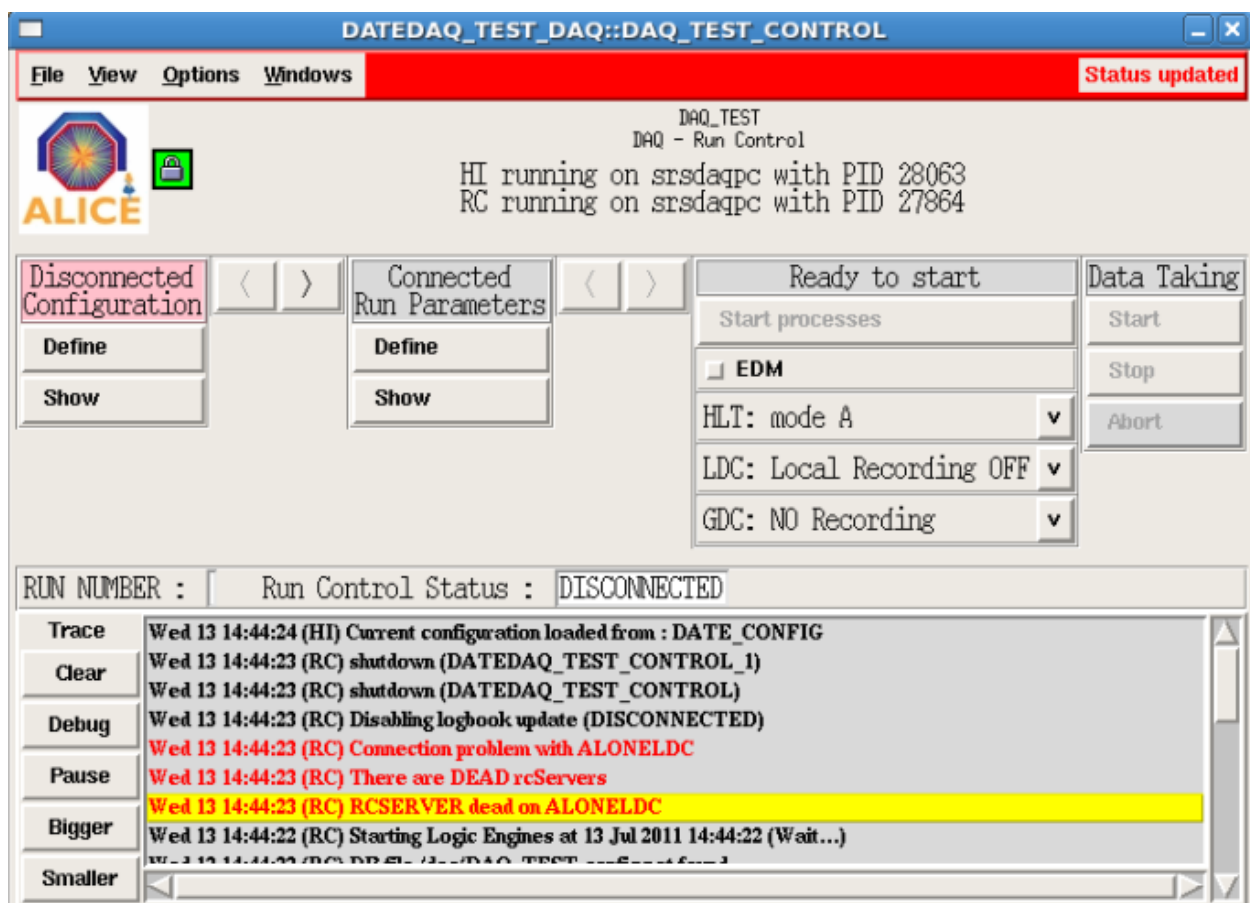 DATEDAQ_TEST_DAQ::DAQ_TEST_CONTROL
File View Options Windows
Status updated
ALICE
DAQ_TEST
DAQ - Run Control
HI running on srsdaqpc with PID 28063
RC running on srsdaqpc with PID 27864
Disconnected
Configuration
Define
Show
Connected
Run Parameters
Define
Show
Ready to start
Start processes
EDM
HLT: mode A
LDC: Local Recording OFF
GDC: NO Recording
Data Taking
Start
Stop
Abort
RUN NUMBER : Run Control Status : DISCONNECTED
Trace
Clear
Debug
Pause
Bigger
Smaller
Wed 13 14:44:24 (HI) Current configuration loaded from : DATE_CONFIG
Wed 13 14:44:23 (RC) shutdown (DATEDAQ_TEST_CONTROL_1)
Wed 13 14:44:23 (RC) shutdown (DATEDAQ_TEST_CONTROL)
Wed 13 14:44:23 (RC) Disabling logbook update (DISCONNECTED)
Wed 13 14:44:23 (RC) Connection problem with ALONELDC
Wed 13 14:44:23 (RC) There are DEAD rcServers
Wed 13 14:44:23 (RC) RCSERVER dead on ALONELDC
Wed 13 14:44:22 (RC) Starting Logic Engines at 13 Jul 2011 14:44:22 (Wait...)